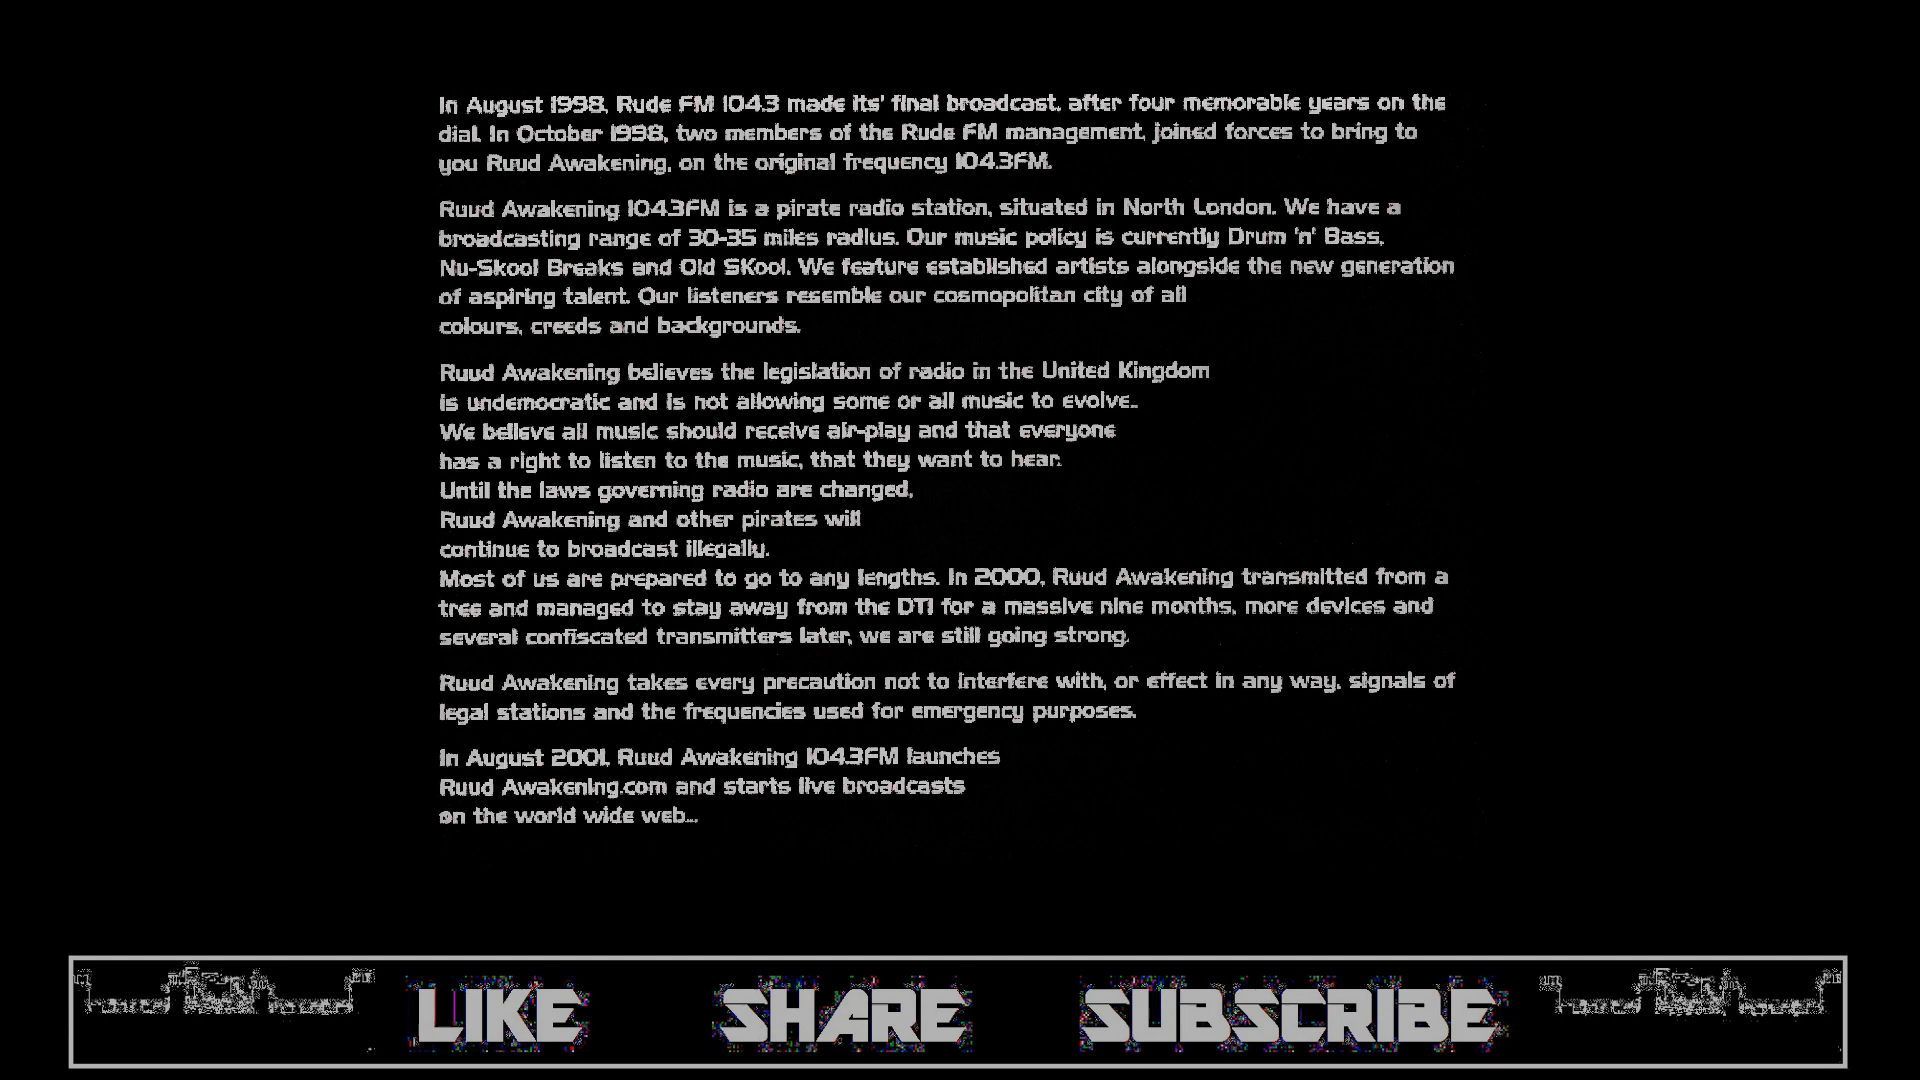 In August 1998, Rude FM 104.3 made its' final broadcast, after four memorable years on the
dial. In October 1998, two members of the Rude FM management, joined forces to bring to
you Ruud Awakening, on the original frequency 104.3FM.
Ruud Awakening 104.3FM is a pirate radio station, situated in North London. We have a
broadcasting range of 30-35 miles radius. Our music policy is currently Drum 'n' Bass,
Nu-Skool Breaks and Old SKool. We feature established artists alongside the new generation
of aspiring talent. Our listeners resemble our cosmopolitan city of all
colours, creeds and backgrounds.
Ruud Awakening believes the legislation of radio in the United Kingdom
is undemocratic and is not allowing some or all music to evolve..
We believe all music should receive air-play and that everyone
has a right to listen to the music, that they want to hear.
Until the laws governing radio are changed,
Ruud Awakening and other pirates will
continue to broadcast illegally.
Most of us are prepared to go to any lengths. In 2000, Ruud Awakening transmitted from a
tree and managed to stay away from the DTI for a massive nine months, more devices and
several confiscated transmitters later, we are still going strong.
Ruud Awakening takes every precaution not to interfere with, or effect in any way, signals of
legal stations and the frequencies used for emergency purposes.
In August 2001, Ruud Awakening 104.3FM launches
Ruud Awakening.com and starts live broadcasts
on the world wide web...
LIKE SHARE SUBSCRIBE